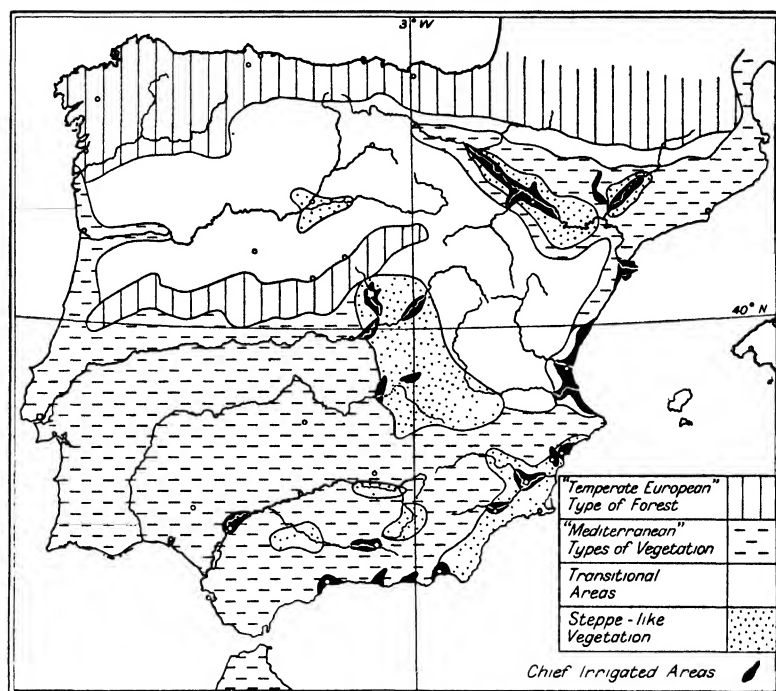 3° W
40° N
"Temperate European"
Type of Forest
"Mediterranean"
Types of Vegetation
Transitional
Areas
Steppe-like
Vegetation
Chief Irrigated Areas